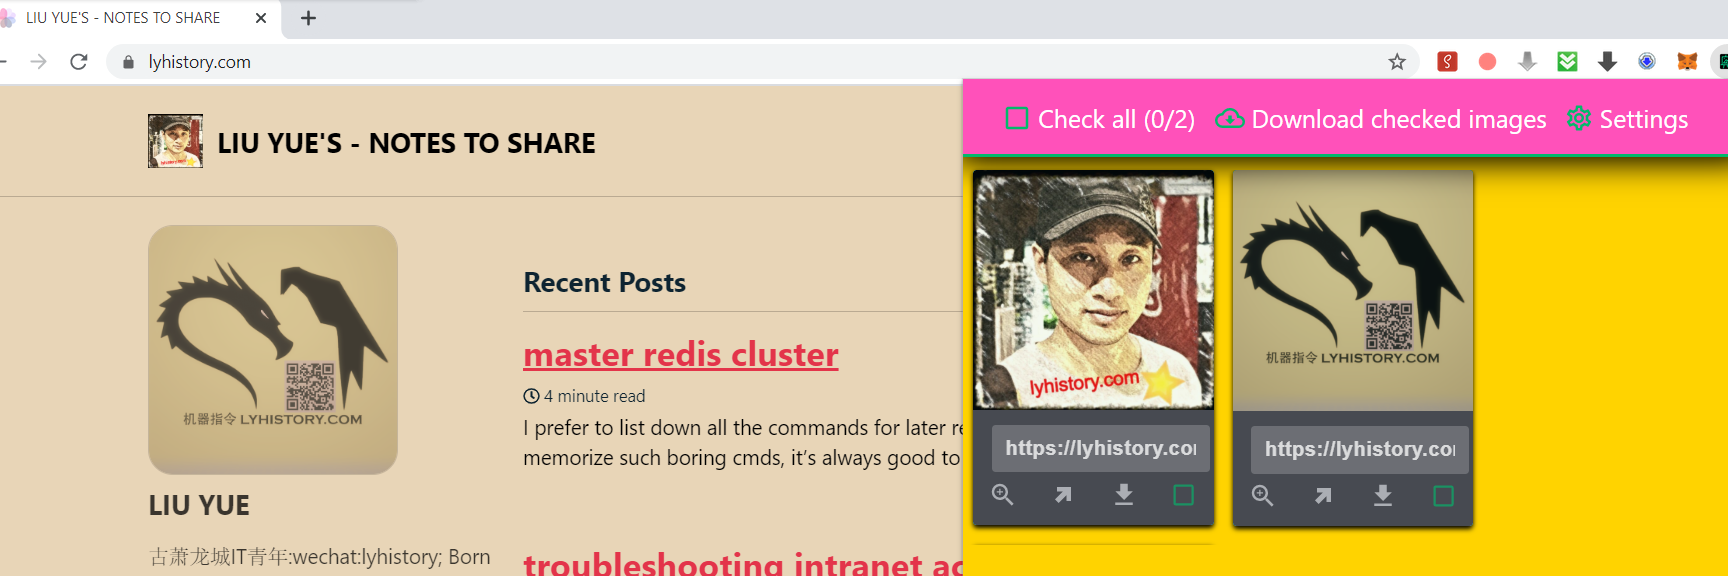 LIU YUE'S - NOTES TO SHARE
lyhistory.com
LIU YUE'S - NOTES TO SHARE
Check all (0/2)
Download checked images
Settings
机器指令 LYHISTORY.COM
LIU YUE
古萧龙城IT青年:wechat:lyhistory; Born
Recent Posts
master redis cluster
4 minute read
I prefer to list down all the commands for later
memorize such boring cmds, it's always good to
troubleshooting intranet
lyhistory.com
https://lyhistory.co
机器指令 LYHISTORY.COM
https://lyhistory.co